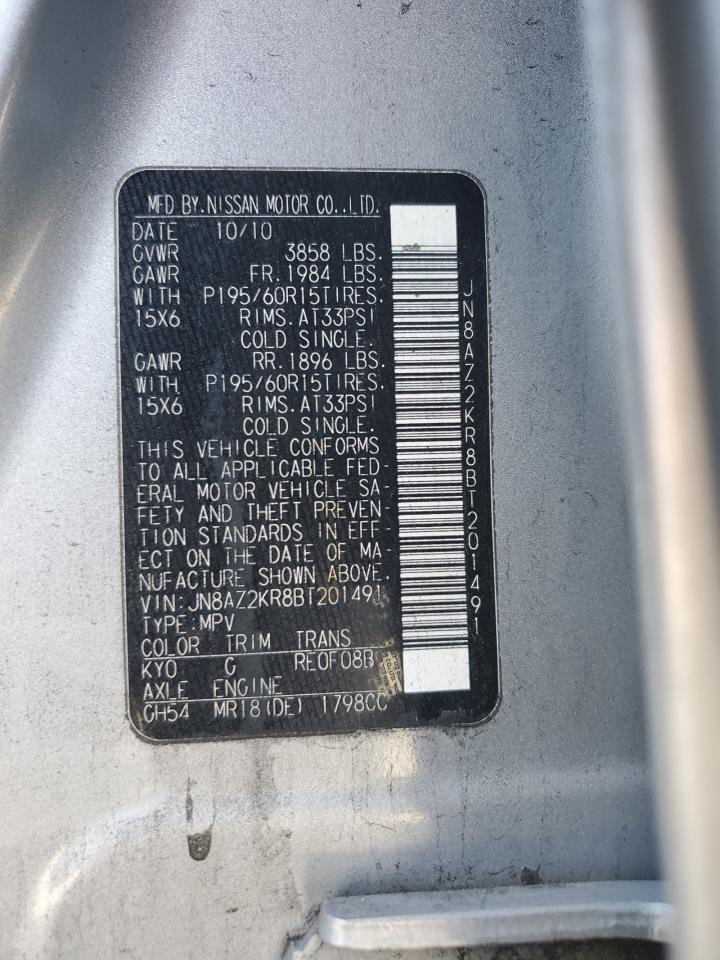 MFD BY.NISSAN MOTOR CO.,LTD.
DATE 10/10
GVWR 3858 LBS.
GAWR FR.1984 LBS.
WITH P195/60R15TIRES.
15X6 RIMS.AT33PSI
COLD SINGLE.
GAWR RR.1896 LBS.
WITH P195/60R15TIRES.
15X6 RIMS.AT33PSI
COLD SINGLE.
THIS VEHICLE CONFORMS
TO ALL APPLICABLE FED-
ERAL MOTOR VEHICLE SA-
FETY AND THEFT PREVEN-
TION STANDARDS IN EFF-
ECT ON THE DATE OF MA-
NUFACTURE SHOWN ABOVE.
VIN:JN8AZ2KR8BT201491
TYPE:MPV
COLOR TRIM TRANS
KYO G RE0F08B
AXLE ENGINE
GH54 MR18(DE) 1798CC
JN8AZ2KR8BT201491